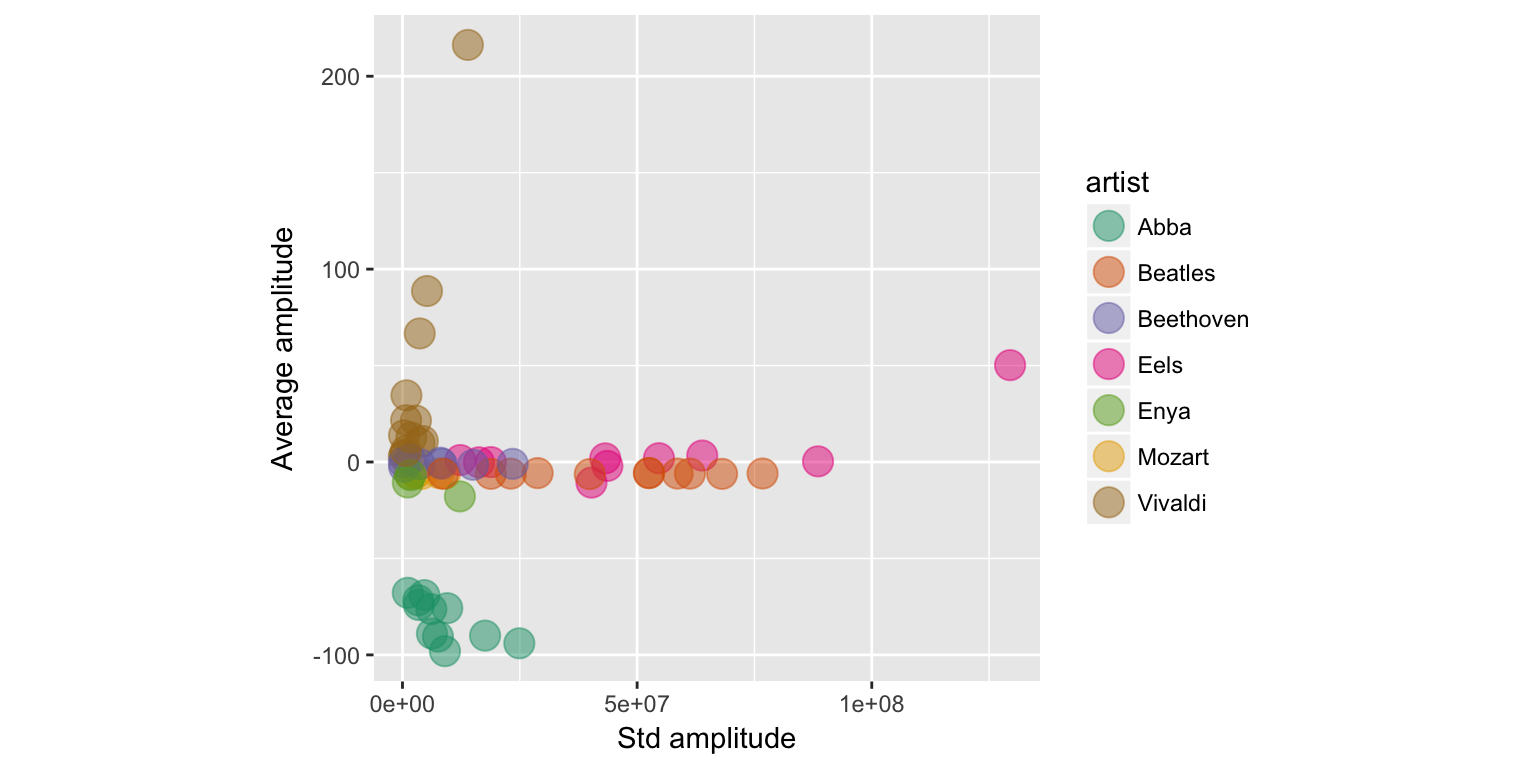 200
100
0
-100
Average amplitude
0e+00 5e+07 1e+08
Std amplitude
artist
Abba
Beatles
Beethoven
Eels
Enya
Mozart
Vivaldi